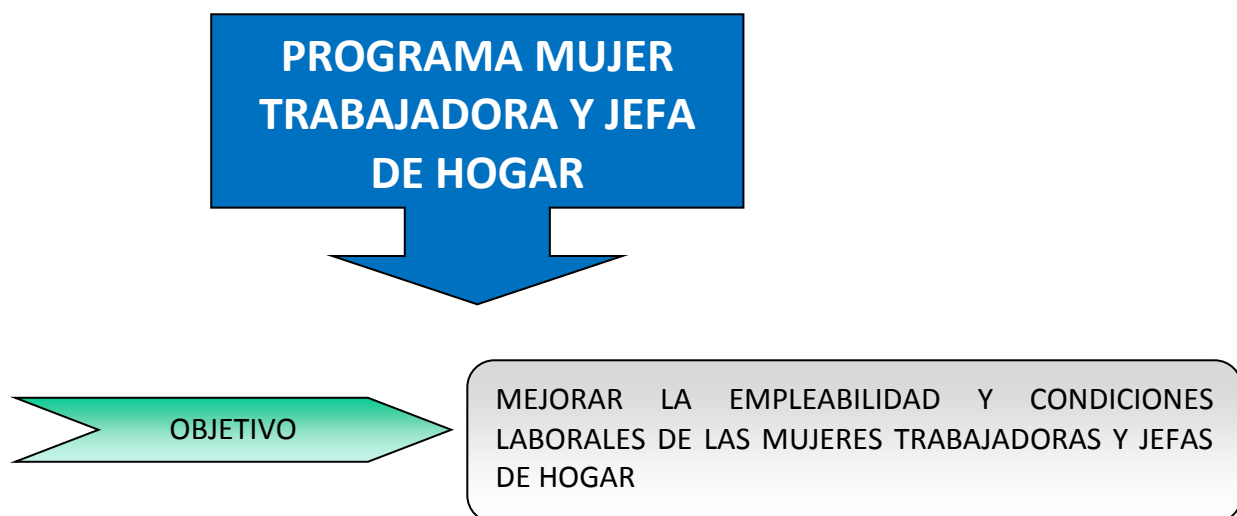 PROGRAMA MUJER
TRABAJADORA Y JEFA
DE HOGAR
OBJETIVO
MEJORAR LA EMPLEABILIDAD Y CONDICIONES
LABORALES DE LAS MUJERES TRABAJADORAS Y JEFAS
DE HOGAR